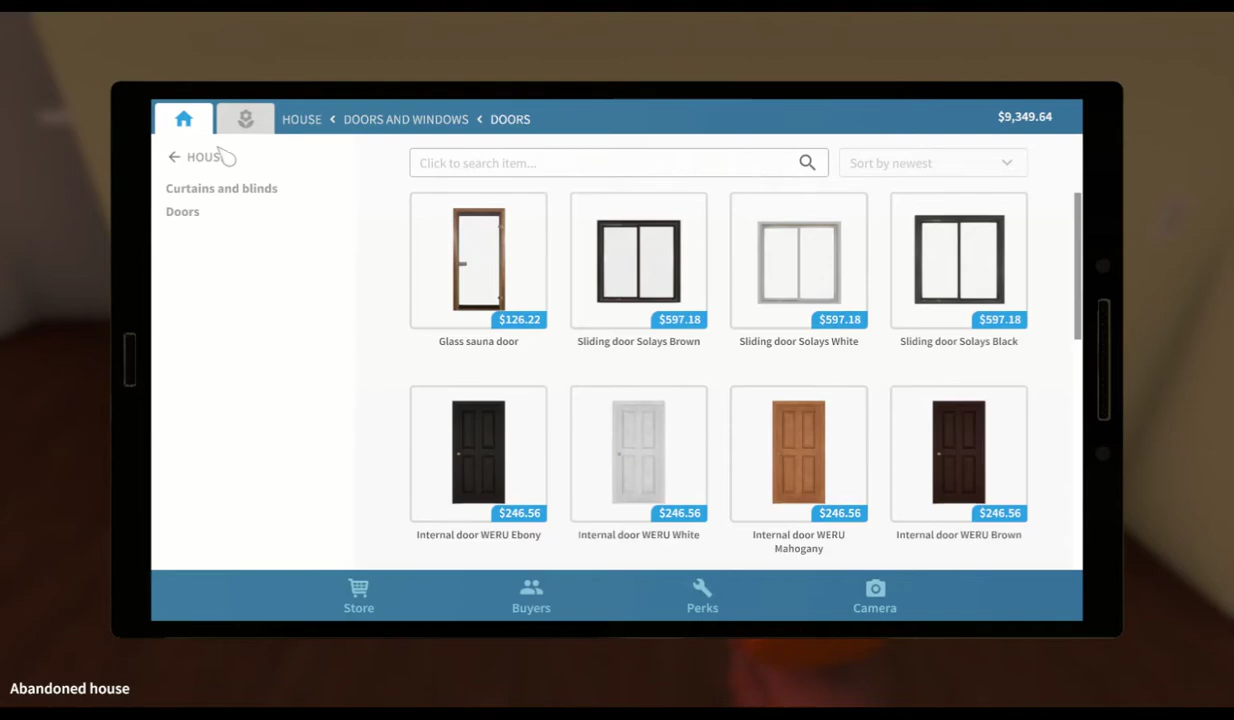 HOUSE < DOORS AND WINDOWS < DOORS
$9,349.64
HOUS
Click to search item...
Sort by newest
Curtains and blinds
Doors
$126.22
$597.18
$597.18
$597.18
Glass sauna door
Sliding door Solays Brown
Sliding door Solays White
Sliding door Solays Black
$246.56
$246.56
$246.56
$246.56
Internal door WERU Ebony
Internal door WERU White
Internal door WERU
Mahogany
Internal door WERU Brown
Store
Buyers
Perks
Camera
Abandoned house